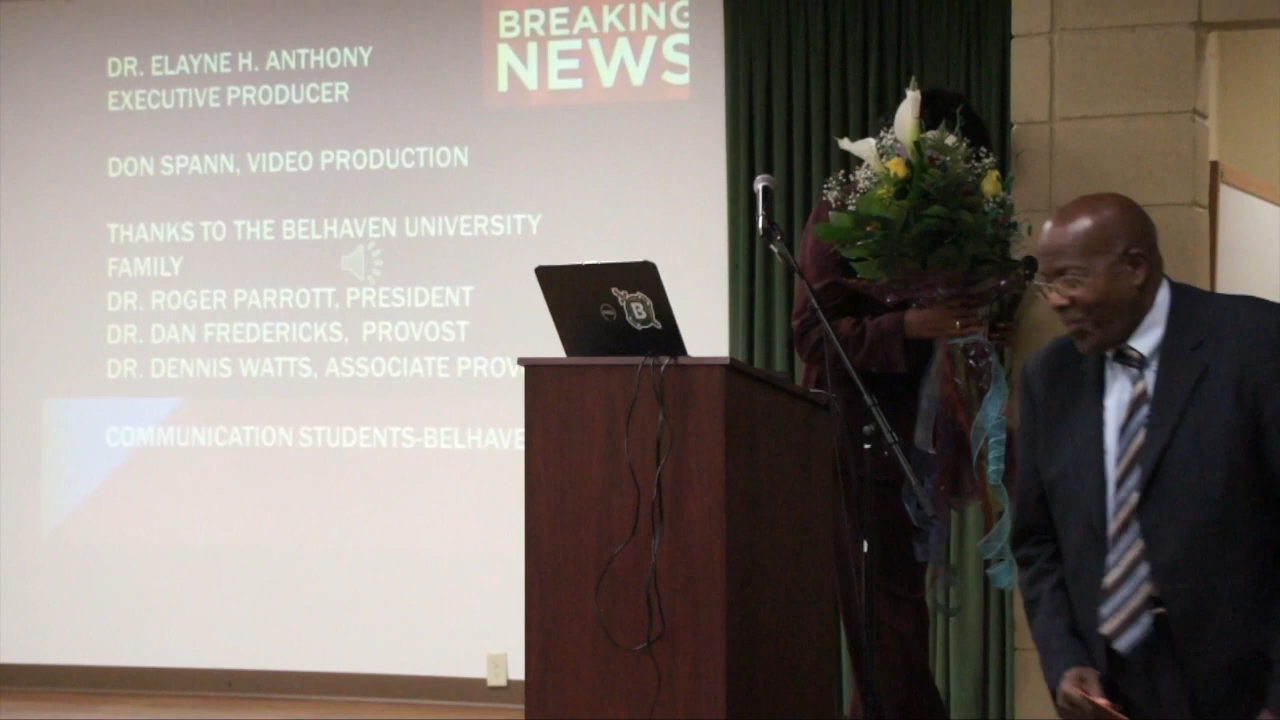 BREAKING
NEWS
DR. ELAYNE H. ANTHONY
EXECUTIVE PRODUCER
DON SPANN, VIDEO PRODUCTION
THANKS TO THE BELHAVEN UNIVERSITY
FAMILY
DR. ROGER PARROTT, PRESIDENT
DR. DAN FREDERICKS, PROVOST
DR. DENNIS WATTS, ASSOCIATE PROV
COMMUNICATION STUDENTS-BELHAVE
B